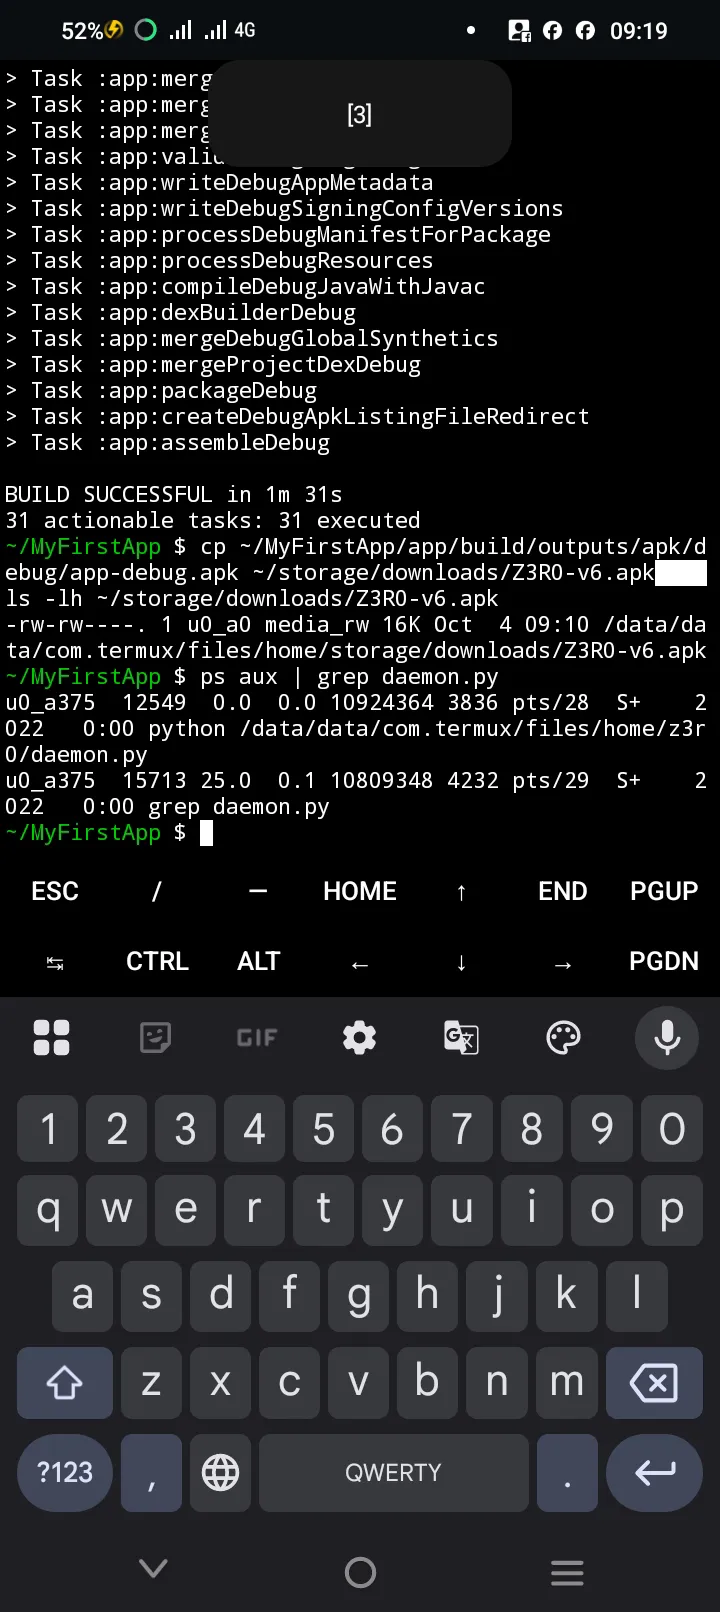 52% 4G 09:19
[3]
> Task :app:merge
> Task :app:merg
> Task :app:merg
> Task :app:valid
> Task :app:writeDebugAppMetadata
> Task :app:writeDebugSigningConfigVersions
> Task :app:processDebugManifestForPackage
> Task :app:processDebugResources
> Task :app:compileDebugJavaWithJavac
> Task :app:dexBuilderDebug
> Task :app:mergeDebugGlobalSynthetics
> Task :app:mergeProjectDexDebug
> Task :app:packageDebug
> Task :app:createDebugApkListingFileRedirect
> Task :app:assembleDebug
BUILD SUCCESSFUL in 1m 31s
31 actionable tasks: 31 executed
~/MyFirstApp $ cp ~/MyFirstApp/app/build/outputs/apk/d
ebug/app-debug.apk ~/storage/downloads/Z3R0-v6.apk
ls -lh ~/storage/downloads/Z3R0-v6.apk
-rw-rw----. 1 u0_a0 media_rw 16K Oct  4 09:10 /data/da
ta/com.termux/files/home/storage/downloads/Z3R0-v6.apk
~/MyFirstApp $ ps aux | grep daemon.py
u0_a375  12549  0.0  0.0 10924364 3836 pts/28  S+    2
022   0:00 python /data/data/com.termux/files/home/z3r
0/daemon.py
u0_a375  15713 25.0  0.1 10809348 4232 pts/29  S+    2
022   0:00 grep daemon.py
~/MyFirstApp $
ESC / — HOME ↑ END PGUP
↹ CTRL ALT ← ↓ → PGDN
GIF
1 2 3 4 5 6 7 8 9 0
q w e r t y u i o p
a s d f g h j k l
z x c v b n m
?123 , QWERTY .